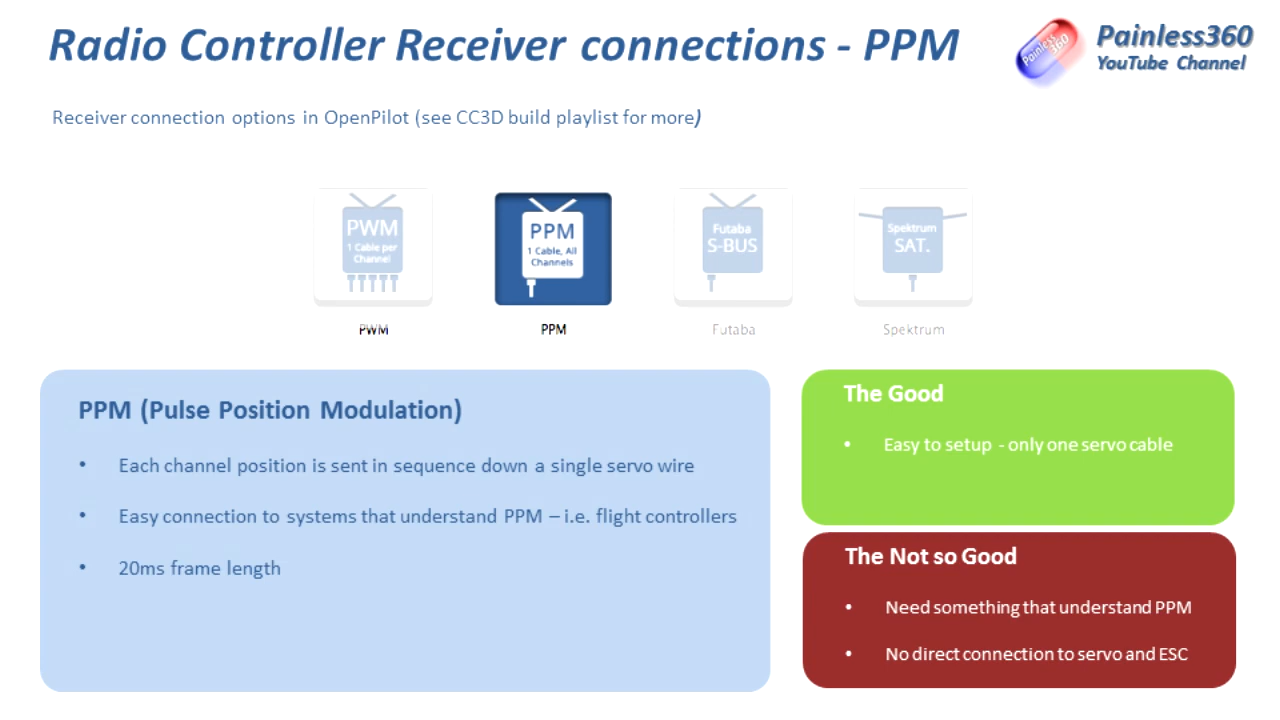 Radio Controller Receiver connections - PPM
Painless360
Painless360
YouTube Channel
Receiver connection options in OpenPilot (see CC3D build playlist for more)
PWM
1 Cable per
Channel
PPM
1 Cable, All
Channels
Futaba
S-BUS
Spektrum
SAT.
PWM
PPM
Futaba
Spektrum
PPM (Pulse Position Modulation)
• Each channel position is sent in sequence down a single servo wire
• Easy connection to systems that understand PPM – i.e. flight controllers
• 20ms frame length
The Good
• Easy to setup - only one servo cable
The Not so Good
• Need something that understand PPM
• No direct connection to servo and ESC